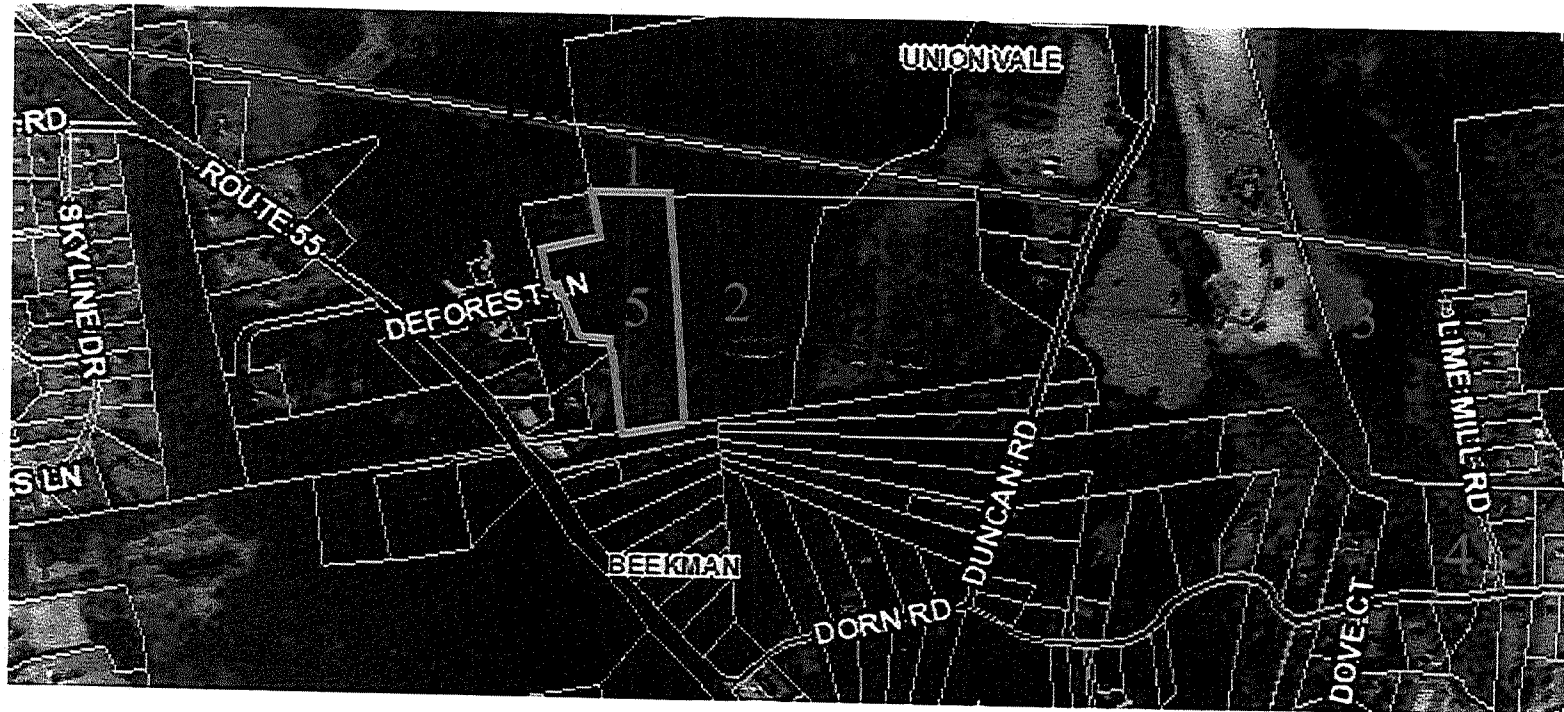 UNION VALE
RD
1
ROUTE 55
SKYLINE DR
DEFOREST LN
5
2
3
LIME MILL RD
S LN
DUNCAN RD
BEEKMAN
4
DORN RD
DOVE CT